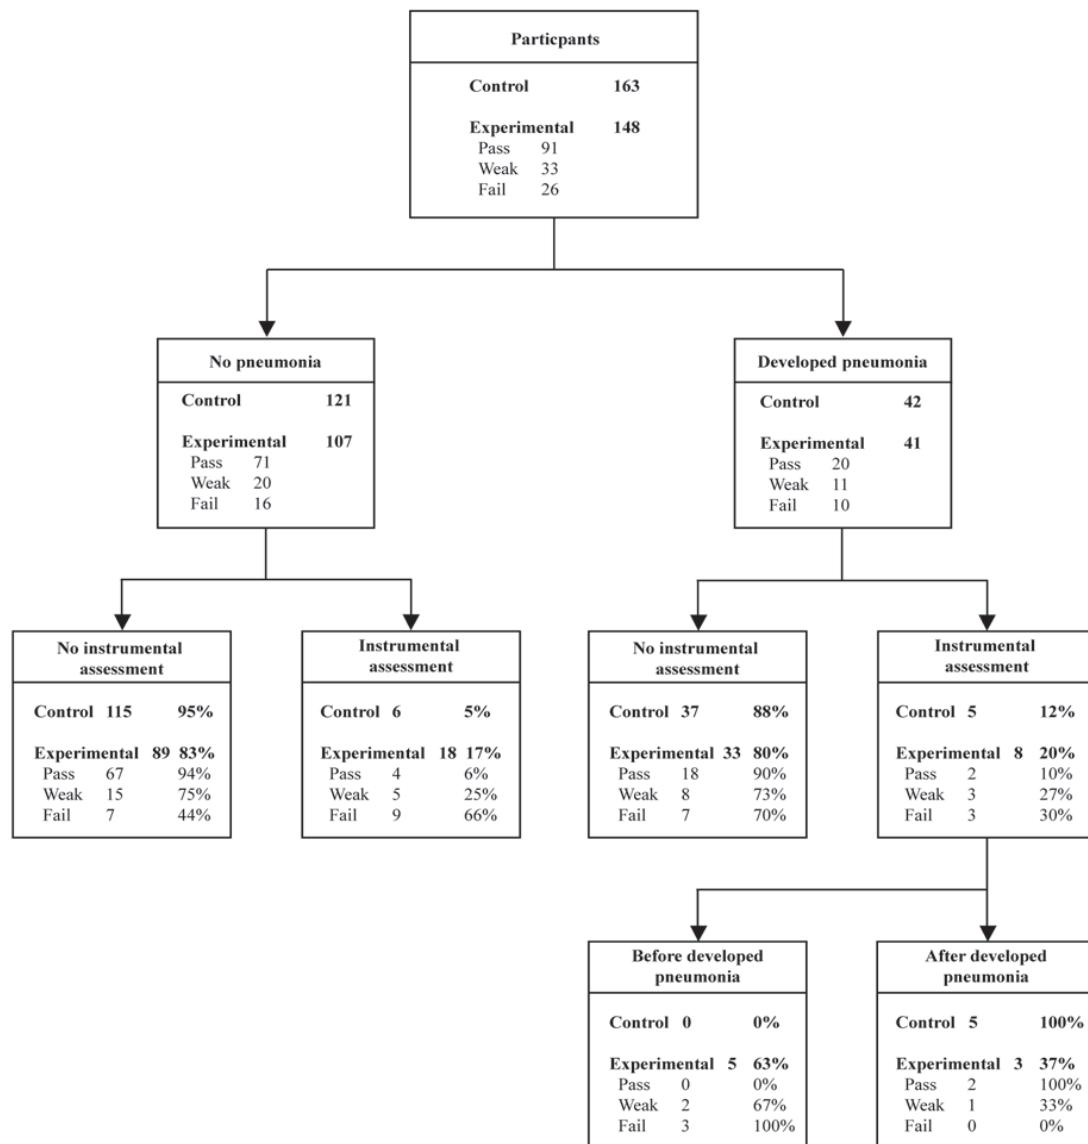 Particpants
Control 163
Experimental 148
Pass 91
Weak 33
Fail 26
No pneumonia
Control 121
Experimental 107
Pass 71
Weak 20
Fail 16
Developed pneumonia
Control 42
Experimental 41
Pass 20
Weak 11
Fail 10
No instrumental
assessment
Control 115 95%
Experimental 89 83%
Pass 67 94%
Weak 15 75%
Fail 7 44%
Instrumental
assessment
Control 6 5%
Experimental 18 17%
Pass 4 6%
Weak 5 25%
Fail 9 66%
No instrumental
assessment
Control 37 88%
Experimental 33 80%
Pass 18 90%
Weak 8 73%
Fail 7 70%
Instrumental
assessment
Control 5 12%
Experimental 8 20%
Pass 2 10%
Weak 3 27%
Fail 3 30%
Before developed
pneumonia
Control 0 0%
Experimental 5 63%
Pass 0 0%
Weak 2 67%
Fail 3 100%
After developed
pneumonia
Control 5 100%
Experimental 3 37%
Pass 2 100%
Weak 1 33%
Fail 0 0%